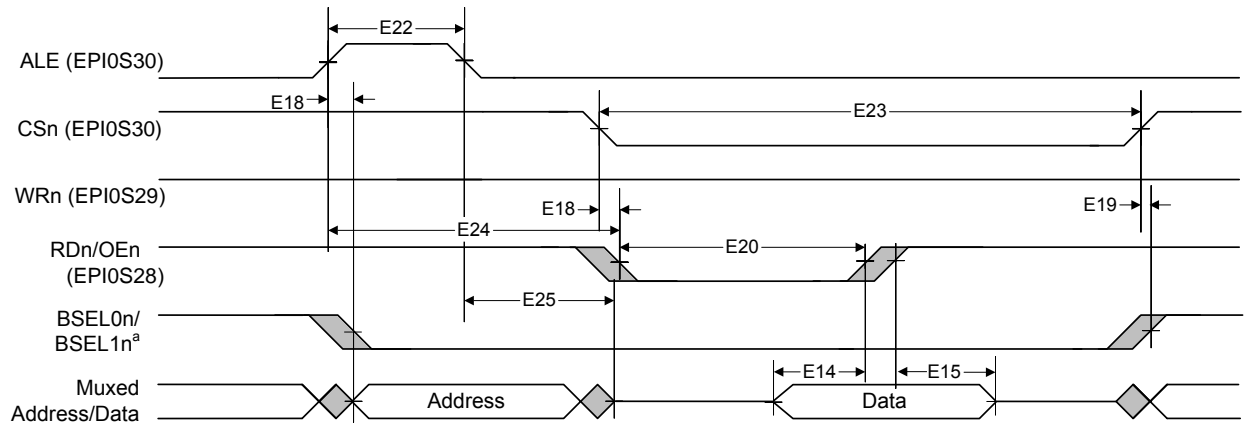 E22
ALE (EPI0S30)
E18
E23
CSn (EPI0S30)
WRn (EPI0S29)
E18
E19
E24
RDn/OEn
(EPI0S28)
E20
E25
BSEL0n/
BSEL1nᵃ
E14
E15
Muxed
Address/Data
Address
Data